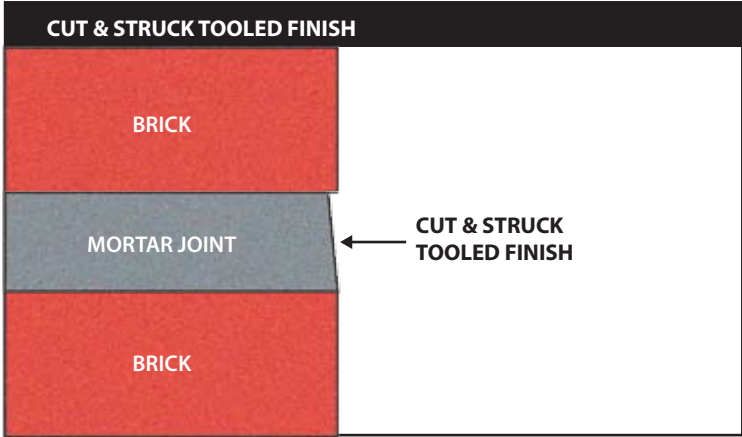 CUT & STRUCK TOOLED FINISH
BRICK
MORTAR JOINT
CUT & STRUCK
TOOLED FINISH
BRICK